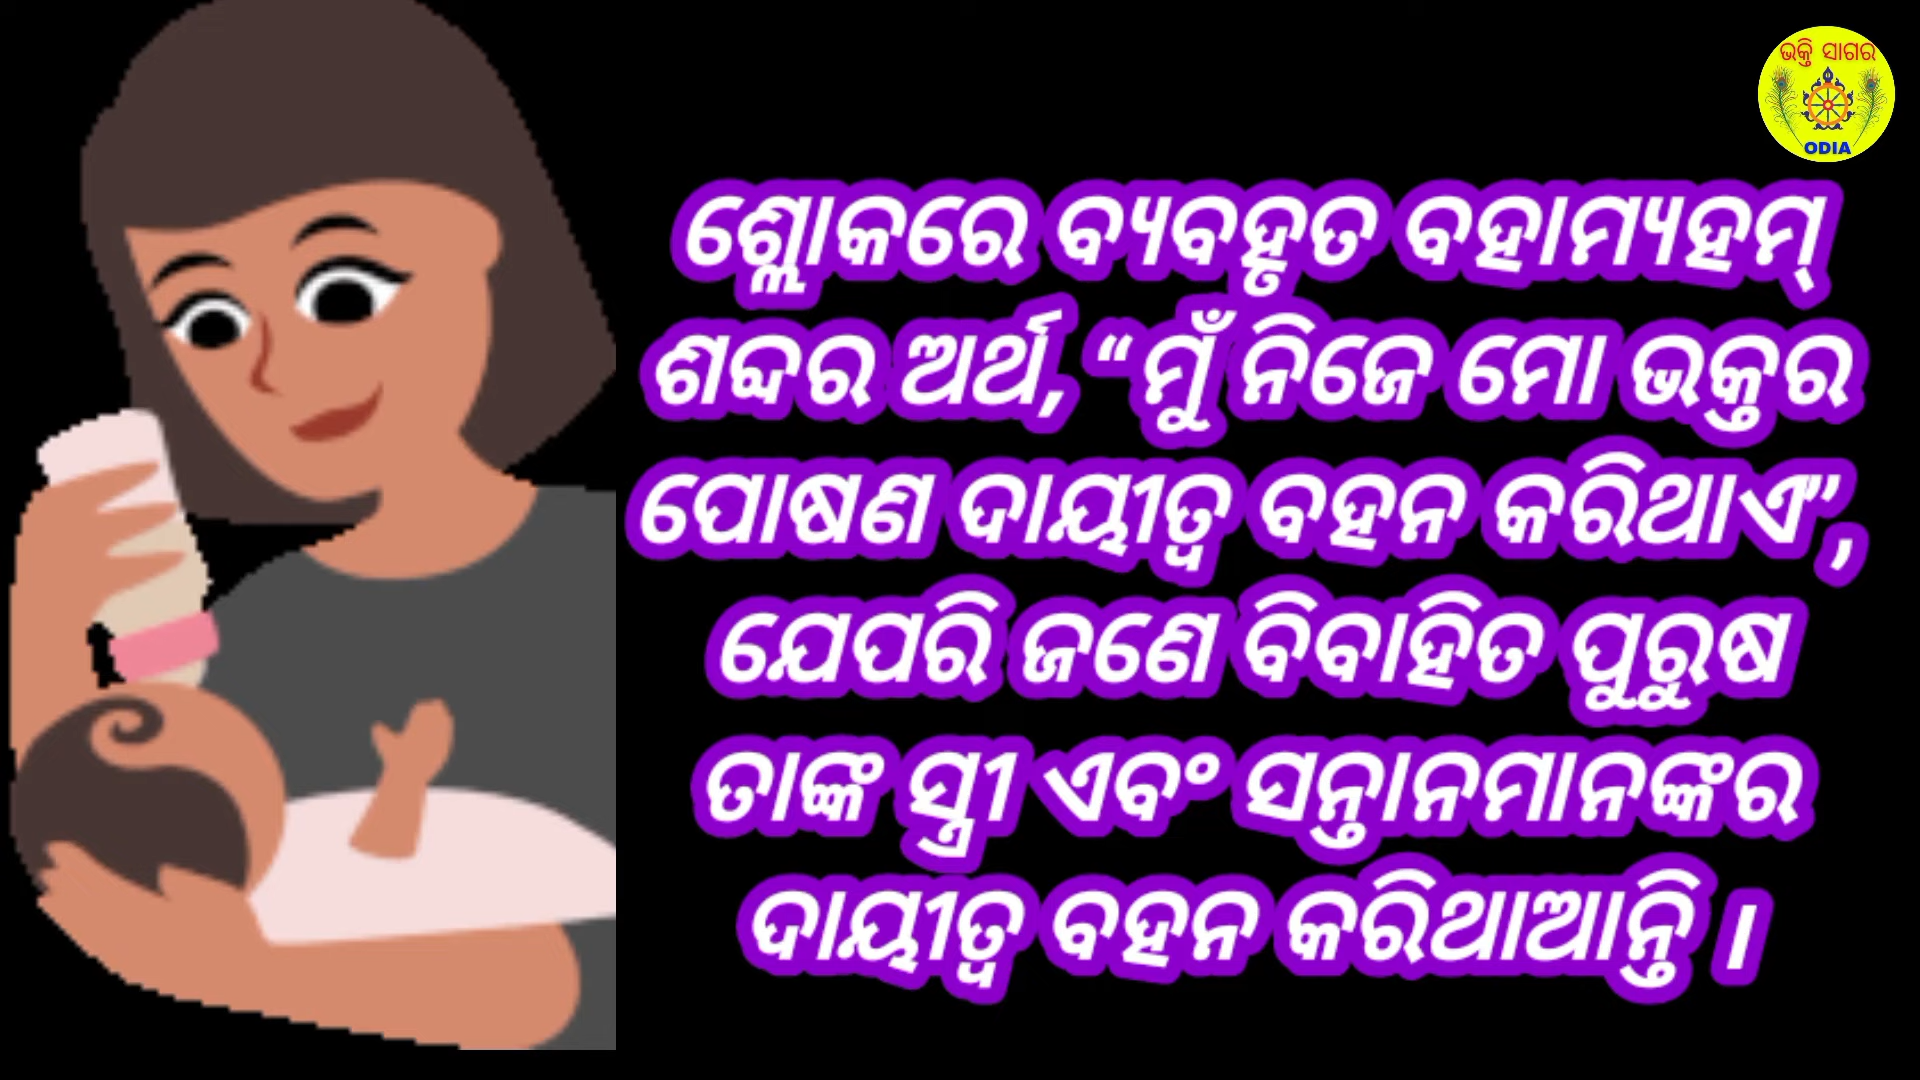 ଭକ୍ତି ସାଗର
ODIA
ଶ୍ଳୋକରେ ବ୍ୟବହୃତ ବହାମ୍ୟହମ୍
ଶବ୍ଦର ଅର୍ଥ, “ମୁଁ ନିଜେ ମୋ ଭକ୍ତର
ପୋଷଣ ଦାୟୀତ୍ୱ ବହନ କରିଥାଏ”,
ଯେପରି ଜଣେ ବିବାହିତ ପୁରୁଷ
ତାଙ୍କ ସ୍ତ୍ରୀ ଏବଂ ସନ୍ତାନମାନଙ୍କର
ଦାୟୀତ୍ୱ ବହନ କରିଥାଆନ୍ତି ।